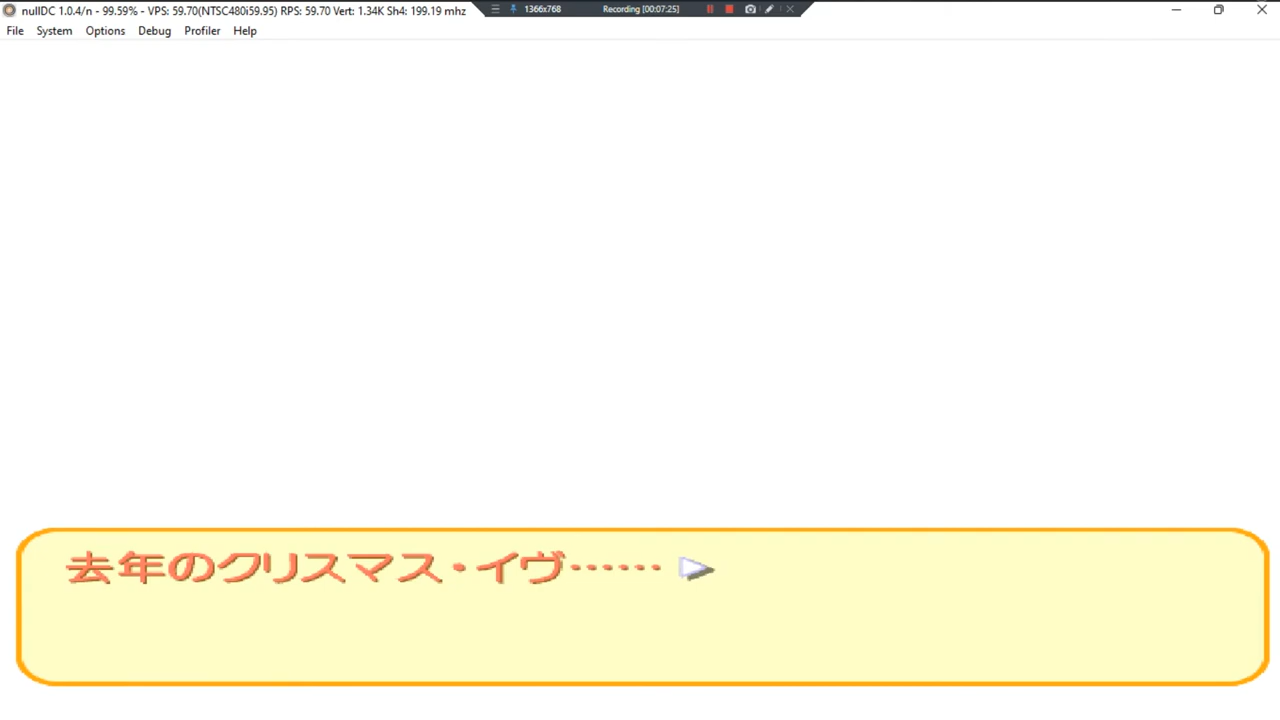 nullDC 1.0.4/n - 99.59% - VPS: 59.70(NTSC480i59.95) RPS: 59.70 Vert: 1.34K Sh4: 199.19 mhz
1366x768 Recording [00:07:25]
File System Options Debug Profiler Help
去年のクリスマス・イヴ……